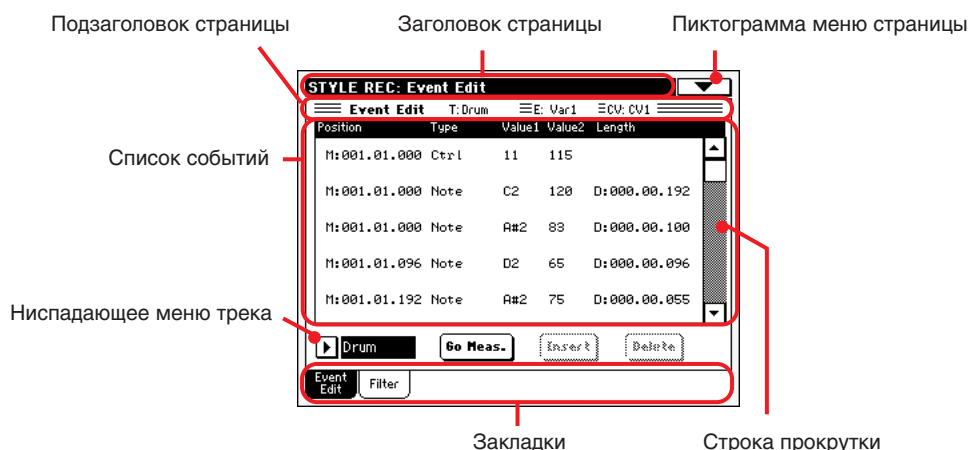 Подзаголовок страницы Заголовок страницы Пиктограмма меню страницы
STYLE REC: Event Edit
Event Edit T:Drum E: Var1 CV: CV1
Position Type Value1 Value2 Length
Список событий
M:001.01.000 Ctrl 11 115
M:001.01.000 Note C2 120 D:000.00.192
M:001.01.000 Note A#2 83 D:000.00.100
M:001.01.096 Note D2 65 D:000.00.096
M:001.01.192 Note A#2 75 D:000.00.055
Ниспадающее меню трека
Drum Go Meas. Insert Delete
Event Edit Filter
Закладки Строка прокрутки